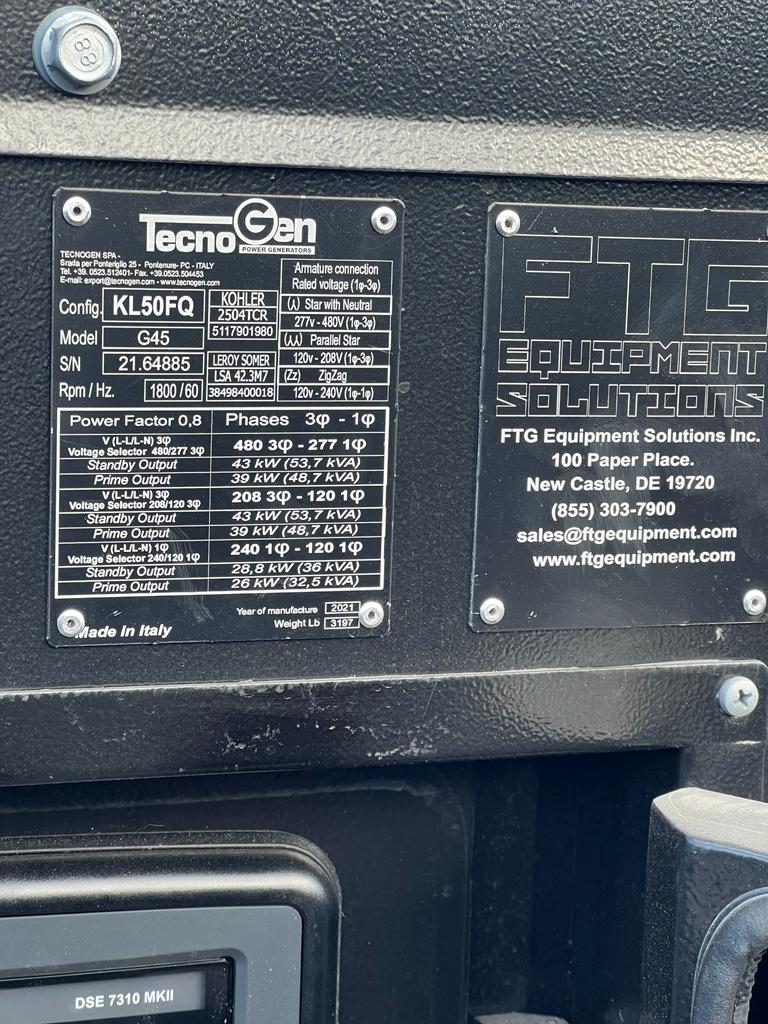 88
TecnoGen
POWER GENERATORS
TECNOGEN SPA -
Srada per Ponteriglio 25 - Pontenure- PC - ITALY
Tel. +39. 0523.512401- Fax. +39.0523.504453
E-mail: export@tecnogen.com - www.tecnogen.com
Config. KL50FQ
Model G45
S/N 21.64885
Rpm / Hz. 1800 / 60
KOHLER
2504TCR
5117901980
LEROY SOMER
LSA 42.3M7
38498400018
Armature connection
Rated voltage (1φ-3φ)
(⅄) Star with Neutral
277v - 480V (1φ-3φ)
(⅄⅄) Parallel Star
120v - 208V (1φ-3φ)
(Zz) ZigZag
120v - 240V (1φ-1φ)
Power Factor 0,8 Phases 3φ - 1φ
V (L-L/L-N) 3φ
Voltage Selector 480/277 3φ 480 3φ - 277 1φ
Standby Output 43 kW (53,7 kVA)
Prime Output 39 kW (48,7 kVA)
V (L-L/L-N) 3φ
Voltage Selector 208/120 3φ 208 3φ - 120 1φ
Standby Output 43 kW (53,7 kVA)
Prime Output 39 kW (48,7 kVA)
V (L-L/L-N) 1φ
Voltage Selector 240/120 1φ 240 1φ - 120 1φ
Standby Output 28,8 kW (36 kVA)
Prime Output 26 kW (32,5 kVA)
Year of manufacture 2021
Weight Lb 3197
Made in Italy
FTG
EQUIPMENT
SOLUTIONS
FTG Equipment Solutions Inc.
100 Paper Place.
New Castle, DE 19720
(855) 303-7900
sales@ftgequipment.com
www.ftgequipment.com
DSE 7310 MKII